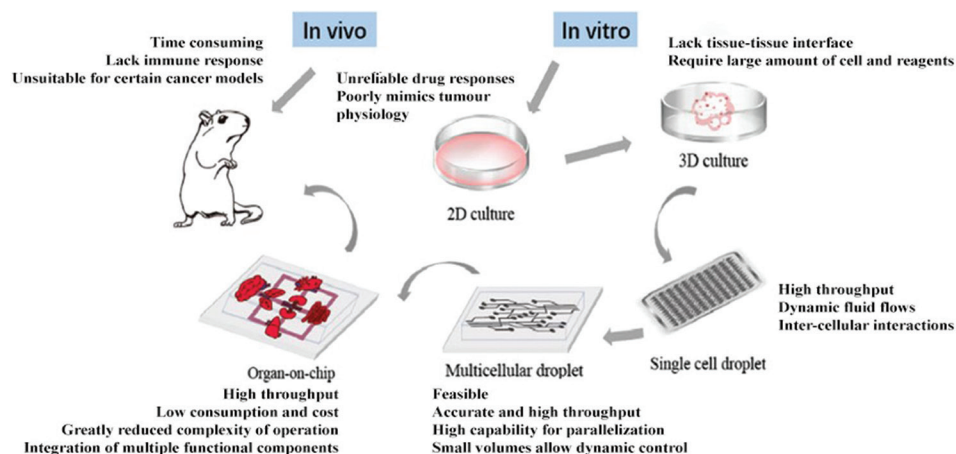 In vivo
In vitro
Time consuming
Lack immune response
Unsuitable for certain cancer models
Unreliable drug responses
Poorly mimics tumour
physiology
Lack tissue-tissue interface
Require large amount of cell and reagents
2D culture
3D culture
High throughput
Dynamic fluid flows
Inter-cellular interactions
Single cell droplet
Multicellular droplet
Feasible
Accurate and high throughput
High capability for parallelization
Small volumes allow dynamic control
Organ-on-chip
High throughput
Low consumption and cost
Greatly reduced complexity of operation
Integration of multiple functional components